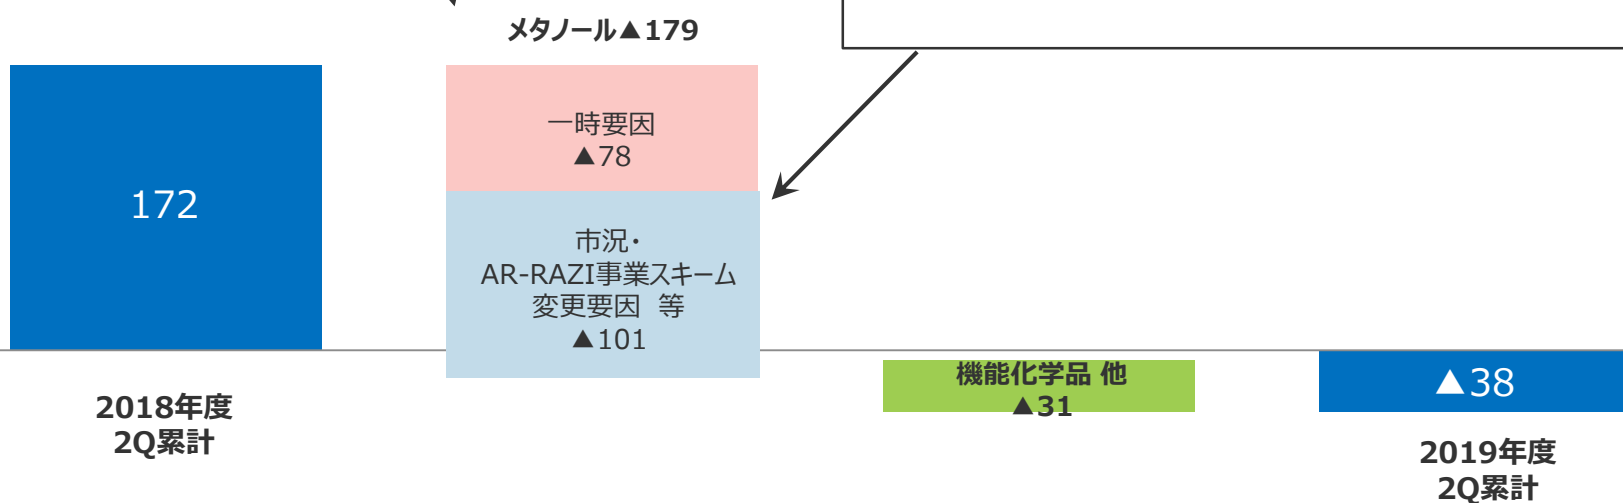 メタノール▲179
一時要因
▲78
172
市況・
AR-RAZI事業スキーム
変更要因　等
▲101
機能化学品 他
▲31
▲38
2018年度
2Q累計
2019年度
2Q累計